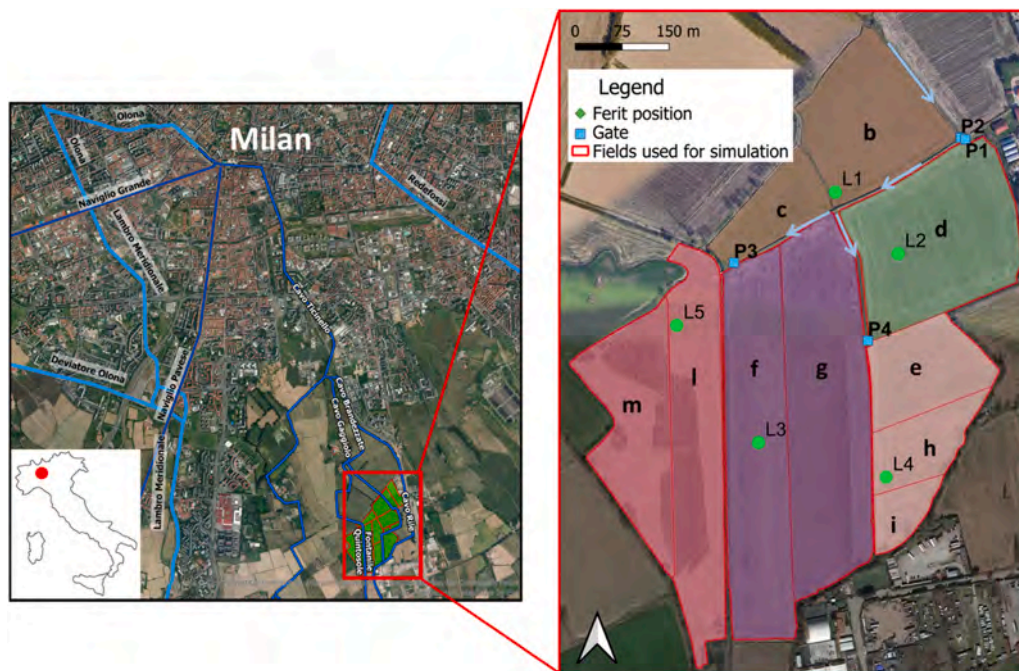 Milan
Olona
Olona
Naviglio Grande
Lambro Meridionale
Redefossi
Cavo Ticinello
Deviatore Olona
Naviglio Pavese
Lambro Meridionale
Cavo Brandezzate
Cavo Gaggiolo
Cavo Rile
Fontanile
Quintosole
0 75 150 m
Legend
Ferit position
Gate
Fields used for simulation
b
P2
P1
L1
c
d
L2
P3
L5
P4
e
l
f
g
m
L3
h
L4
i